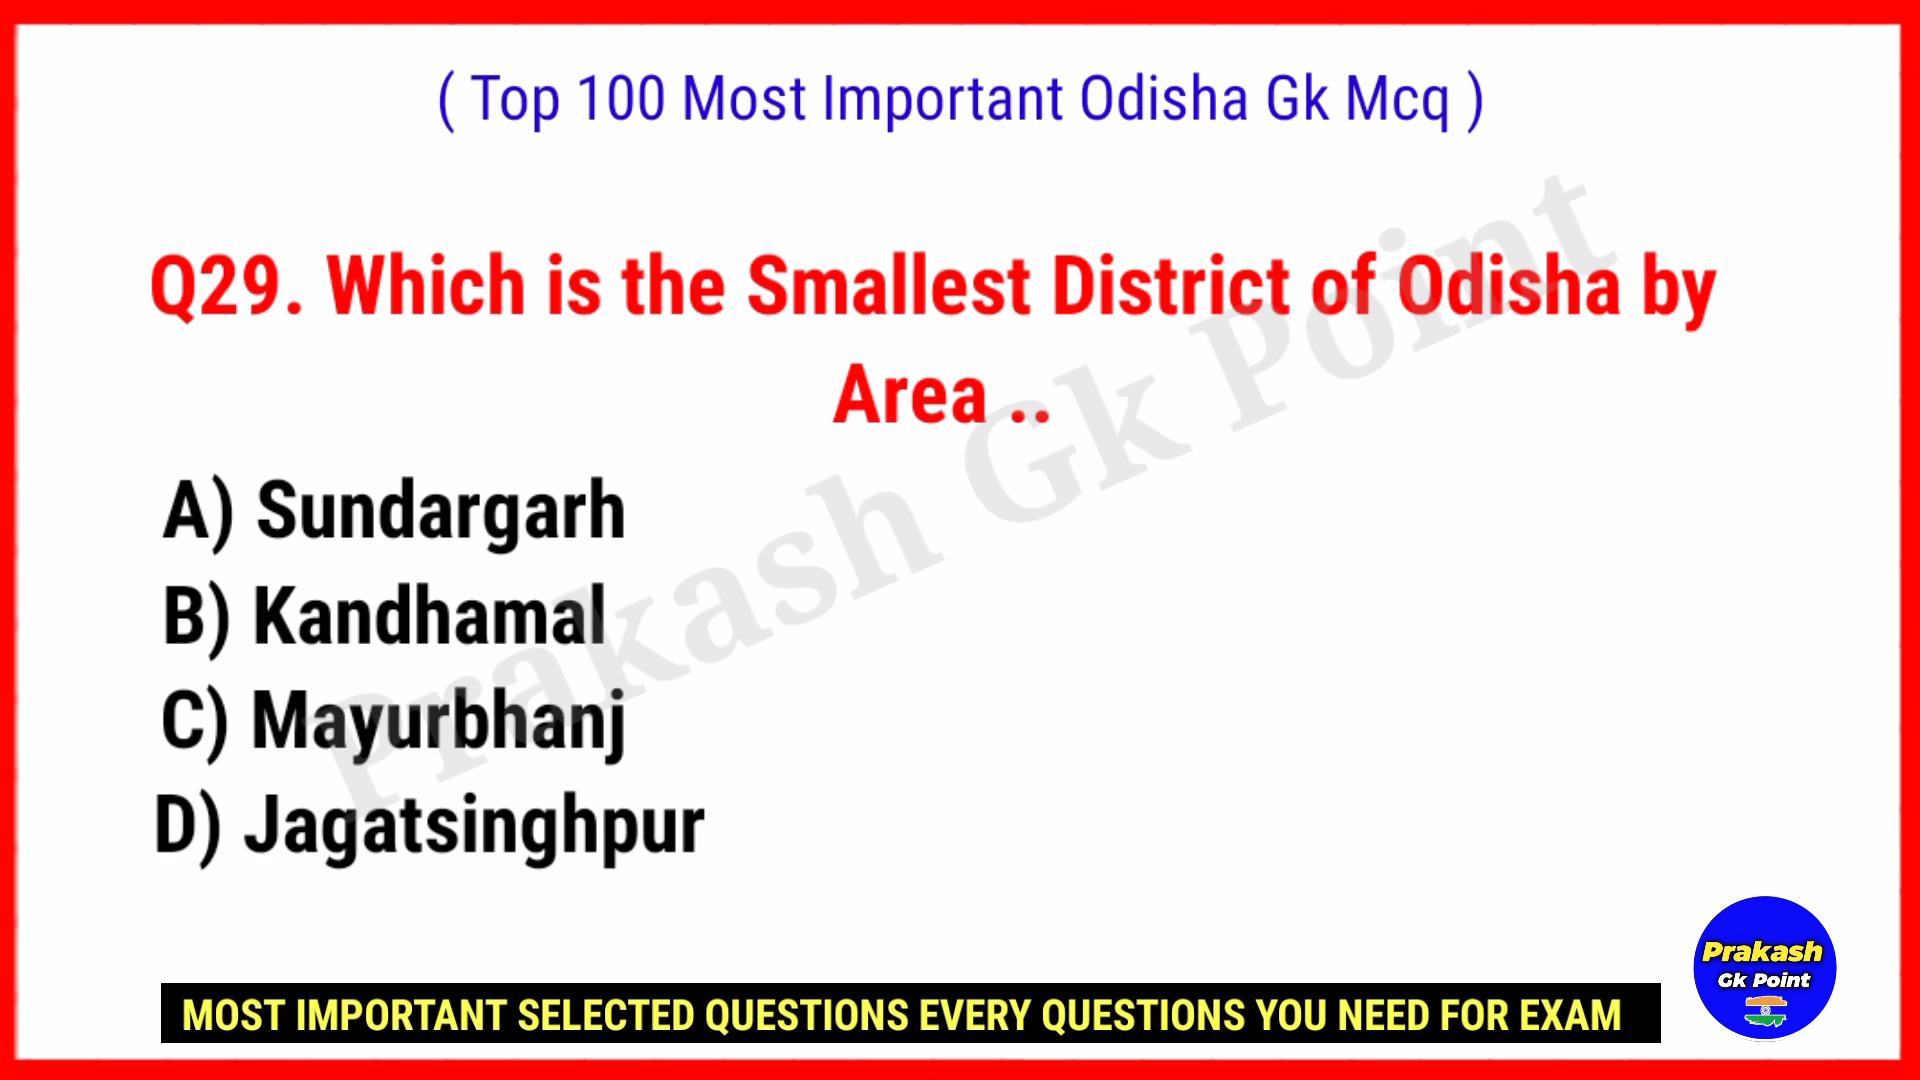 ( Top 100 Most Important Odisha Gk Mcq )
Q29. Which is the Smallest District of Odisha by
Area ..
A) Sundargarh
B) Kandhamal
C) Mayurbhanj
D) Jagatsinghpur
Prakash Gk Point
MOST IMPORTANT SELECTED QUESTIONS EVERY QUESTIONS YOU NEED FOR EXAM
Prakash
Gk Point